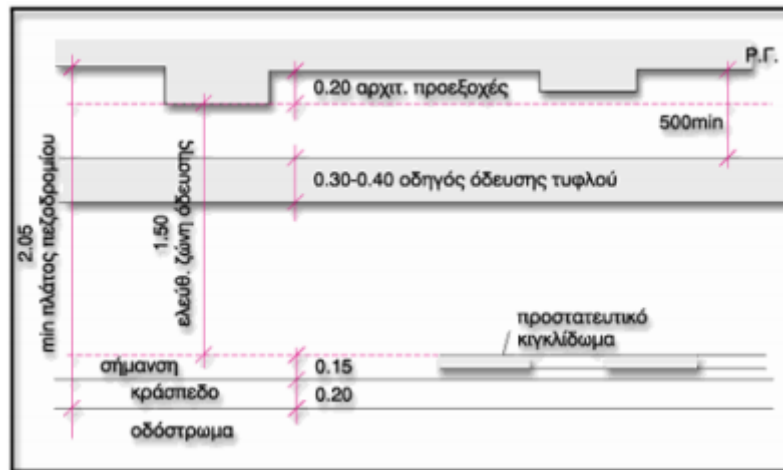 Ρ.Γ.
0.20 αρχιτ. προεξοχές
500min
0.30-0.40 οδηγός όδευσης τυφλού
2.05
min πλάτος πεζοδρομίου
1.50
ελεύθ. ζώνη όδευσης
προστατευτικό
κιγκλίδωμα
σήμανση
0.15
κράσπεδο
0.20
οδόστρωμα